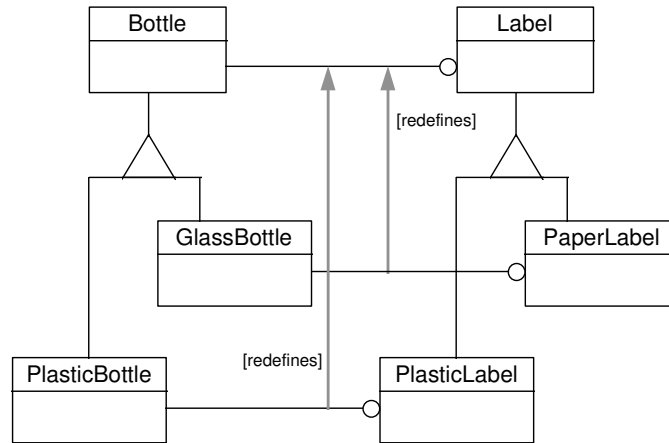 Bottle
Label
[redefines]
GlassBottle
PaperLabel
[redefines]
PlasticBottle
PlasticLabel